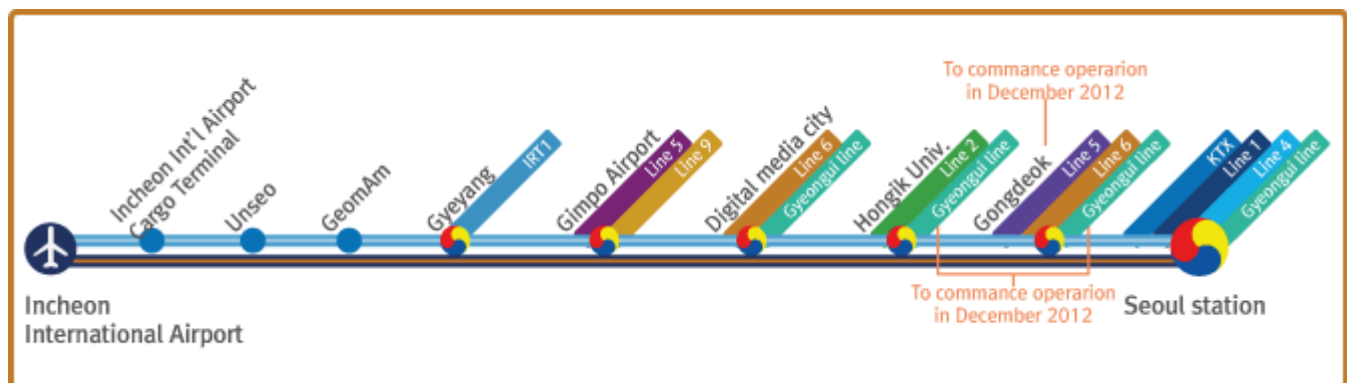 To commance operarion
in December 2012
Incheon Int'l Airport
Cargo Terminal
Unseo
GeomAm
Gyeyang
IRT1
Gimpo Airport
Line 5
Line 9
Digital media city
Line 6
Gyeongui line
Hongik Univ.
Line 2
Gyeongui line
Gongdeok
Line 5
Line 6
Gyeongui line
KTX
Line 1
Line 4
Gyeongui line
Incheon
International Airport
To commance operarion
in December 2012
Seoul station